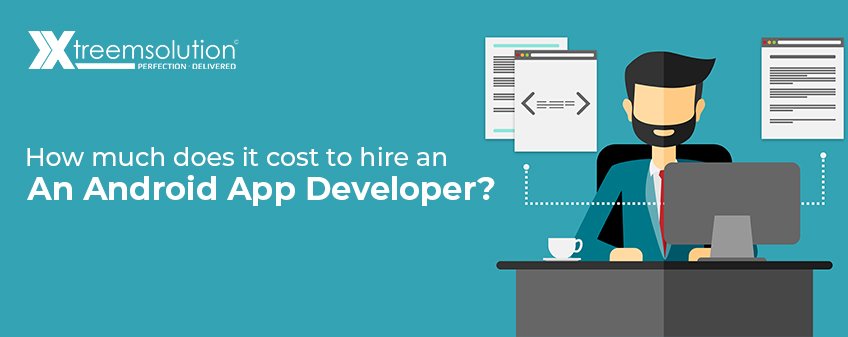 Xtreemsolution©
PERFECTION · DELIVERED
How much does it cost to hire an
An Android App Developer?